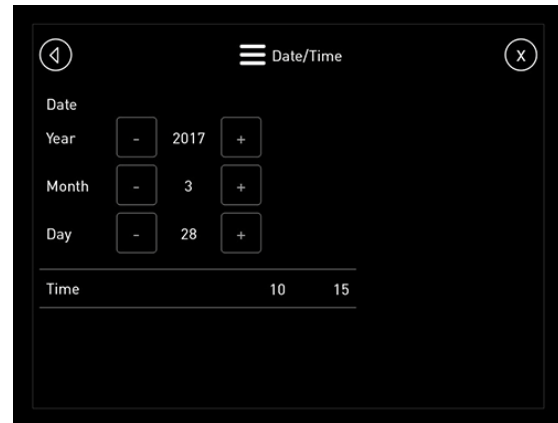 Date/Time X
Date
Year - 2017 +
Month - 3 +
Day - 28 +
Time 10 15